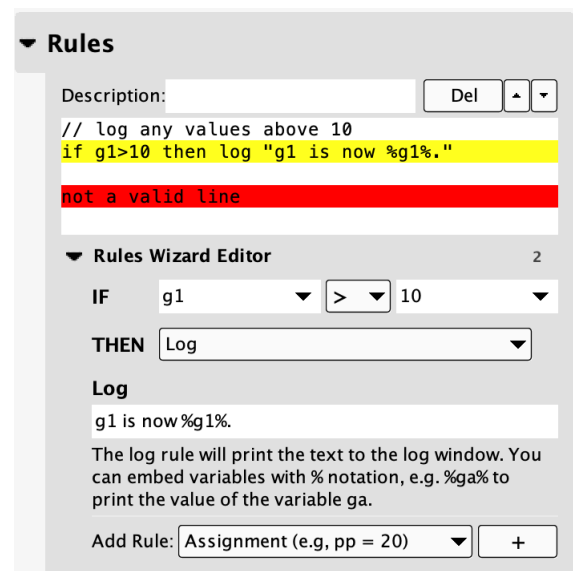 Rules
Description: Del
// log any values above 10
if g1>10 then log "g1 is now %g1%."
not a valid line
Rules Wizard Editor 2
IF g1 > 10
THEN Log
Log
g1 is now %g1%.
The log rule will print the text to the log window. You
can embed variables with % notation, e.g. %ga% to
print the value of the variable ga.
Add Rule: Assignment (e.g, pp = 20) +